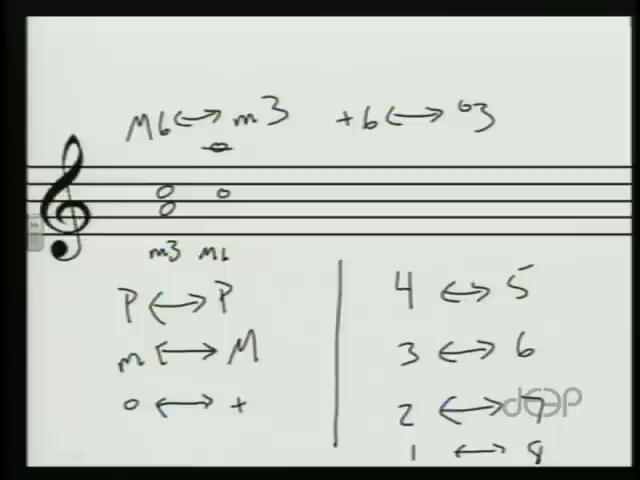 M6 ↔ m3 +6 ↔ °3
m3 M6
P ↔ P
m ↔ M
o ↔ +
4 ↔ 5
3 ↔ 6
2 ↔ 7
1 ↔ 8